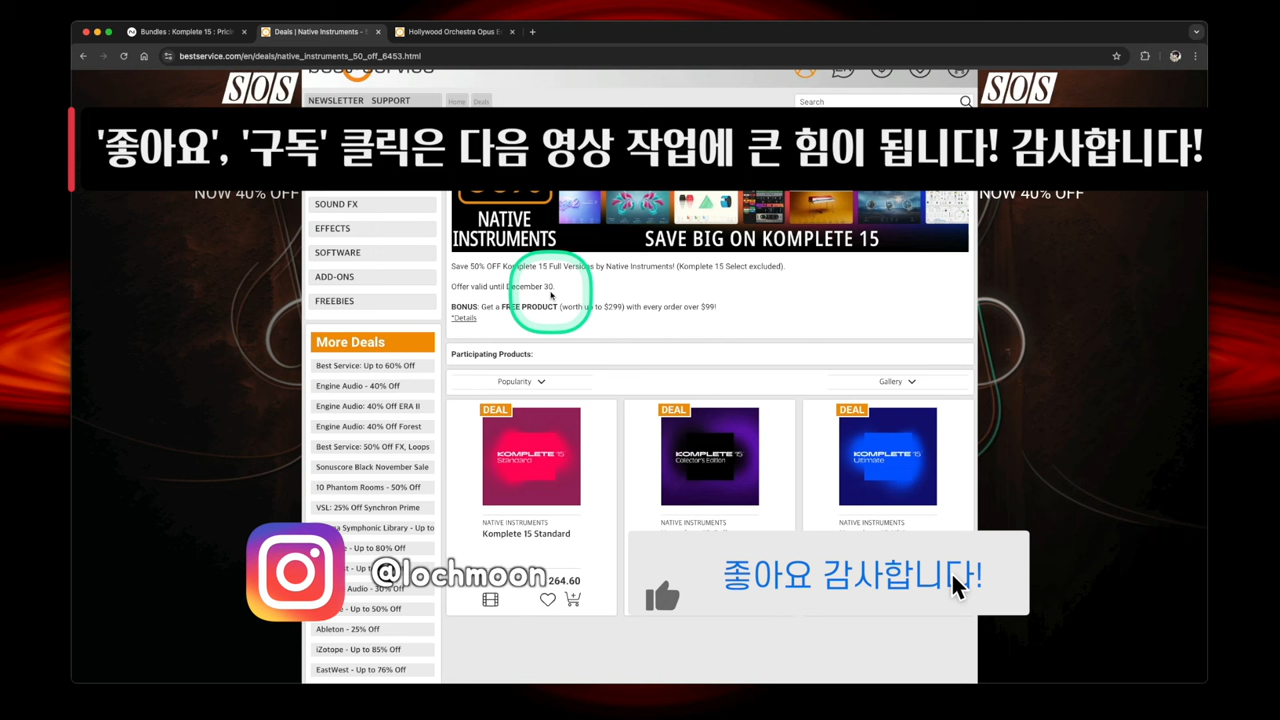 Bundles : Komplete 15 : Prici
Deals | Native Instruments - 5
Hollywood Orchestra Opus E
bestservice.com/en/deals/native_instruments_50_off_6453.html
SOS
SOS
NEWSLETTER SUPPORT
Home
Deals
Search
'좋아요', '구독' 클릭은 다음 영상 작업에 큰 힘이 됩니다! 감사합니다!
NOW 40% OFF
NOW 40% OFF
SOUND FX
EFFECTS
SOFTWARE
ADD-ONS
FREEBIES
NATIVE
INSTRUMENTS
SAVE BIG ON KOMPLETE 15
Save 50% OFF Komplete 15 Full Versions by Native Instruments! (Komplete 15 Select excluded).
Offer valid until December 30.
BONUS: Get a FREE PRODUCT (worth up to $299) with every order over $99!
*Details
Participating Products:
Popularity
Gallery
More Deals
Best Service: Up to 60% Off
Engine Audio - 40% Off
Engine Audio: 40% Off ERA II
Engine Audio: 40% Off Forest
Best Service: 50% Off FX, Loops
Sonuscore Black November Sale
10 Phantom Rooms - 50% Off
VSL: 25% Off Synchron Prime
ma Symphonic Library - Up to
- Up to 80% Off
Audio - 30% Off
- Up to 50% Off
Ableton - 25% Off
iZotope - Up to 85% Off
EastWest - Up to 76% Off
DEAL
KOMPLETE 15
Standard
NATIVE INSTRUMENTS
Komplete 15 Standard
264.60
DEAL
KOMPLETE 15
Collector's Edition
NATIVE INSTRUMENTS
DEAL
KOMPLETE 15
Ultimate
NATIVE INSTRUMENTS
@lochmoon
좋아요 감사합니다!